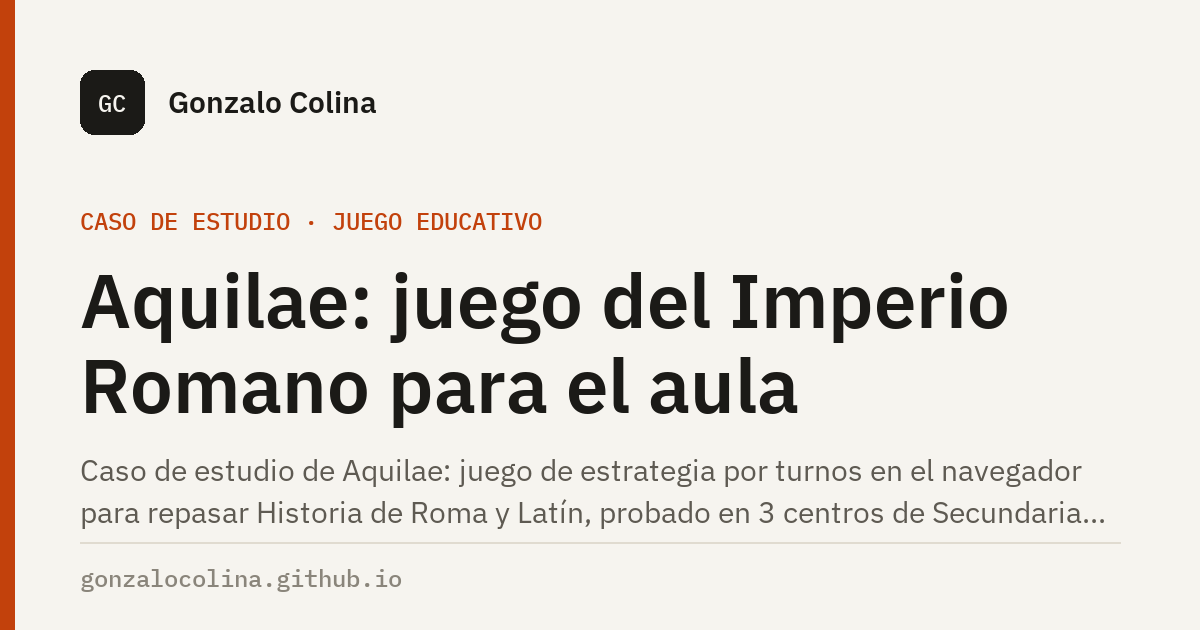 GC
Gonzalo Colina
CASO DE ESTUDIO · JUEGO EDUCATIVO
Aquilae: juego del Imperio
Romano para el aula
Caso de estudio de Aquilae: juego de estrategia por turnos en el navegador
para repasar Historia de Roma y Latín, probado en 3 centros de Secundaria…
gonzalocolina.github.io